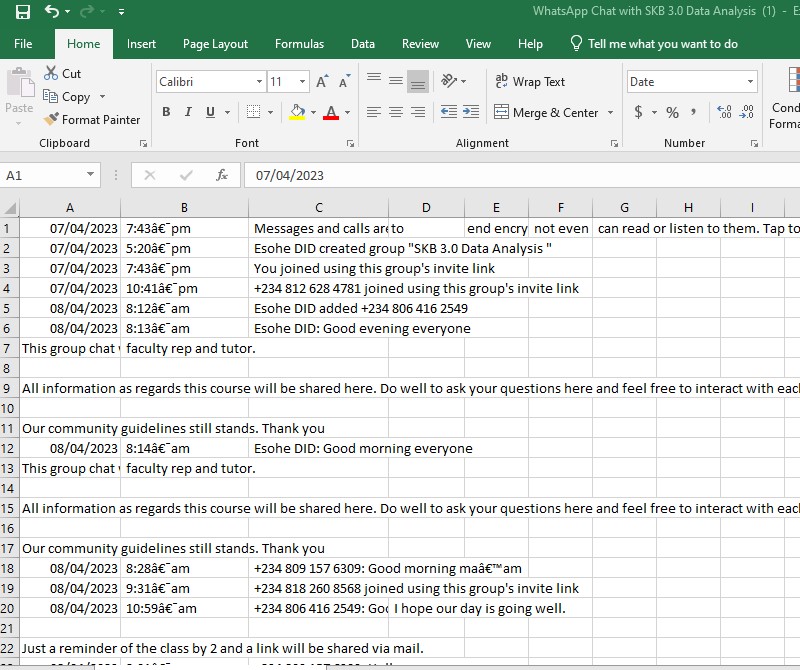 WhatsApp Chat with SKB 3.0 Data Analysis (1) - E
File Home Insert Page Layout Formulas Data Review View Help Tell me what you want to do
Cut
Calibri 11 A A ab Wrap Text Date
Paste Copy
B I U A Merge & Center $ % , Cond
Format Painter Forma
Clipboard Font Alignment Number
A1 fx 07/04/2023
A B C D E F G H I
1 07/04/2023 7:43â€¯pm Messages and calls are to end encry not even can read or listen to them. Tap to
2 07/04/2023 5:20â€¯pm Esohe DID created group "SKB 3.0 Data Analysis "
3 07/04/2023 7:43â€¯pm You joined using this group's invite link
4 07/04/2023 10:41â€¯pm +234 812 628 4781 joined using this group's invite link
5 08/04/2023 8:12â€¯am Esohe DID added +234 806 416 2549
6 08/04/2023 8:13â€¯am Esohe DID: Good evening everyone
7 This group chat faculty rep and tutor.
8
9 All information as regards this course will be shared here. Do well to ask your questions here and feel free to interact with eac
10
11 Our community guidelines still stands. Thank you
12 08/04/2023 8:14â€¯am Esohe DID: Good morning everyone
13 This group chat faculty rep and tutor.
14
15 All information as regards this course will be shared here. Do well to ask your questions here and feel free to interact with eac
16
17 Our community guidelines still stands. Thank you
18 08/04/2023 8:28â€¯am +234 809 157 6309: Good morning maâ€™am
19 08/04/2023 9:31â€¯am +234 818 260 8568 joined using this group's invite link
20 08/04/2023 10:59â€¯am +234 806 416 2549: Goo I hope our day is going well.
21
22 Just a reminder of the class by 2 and a link will be shared via mail.